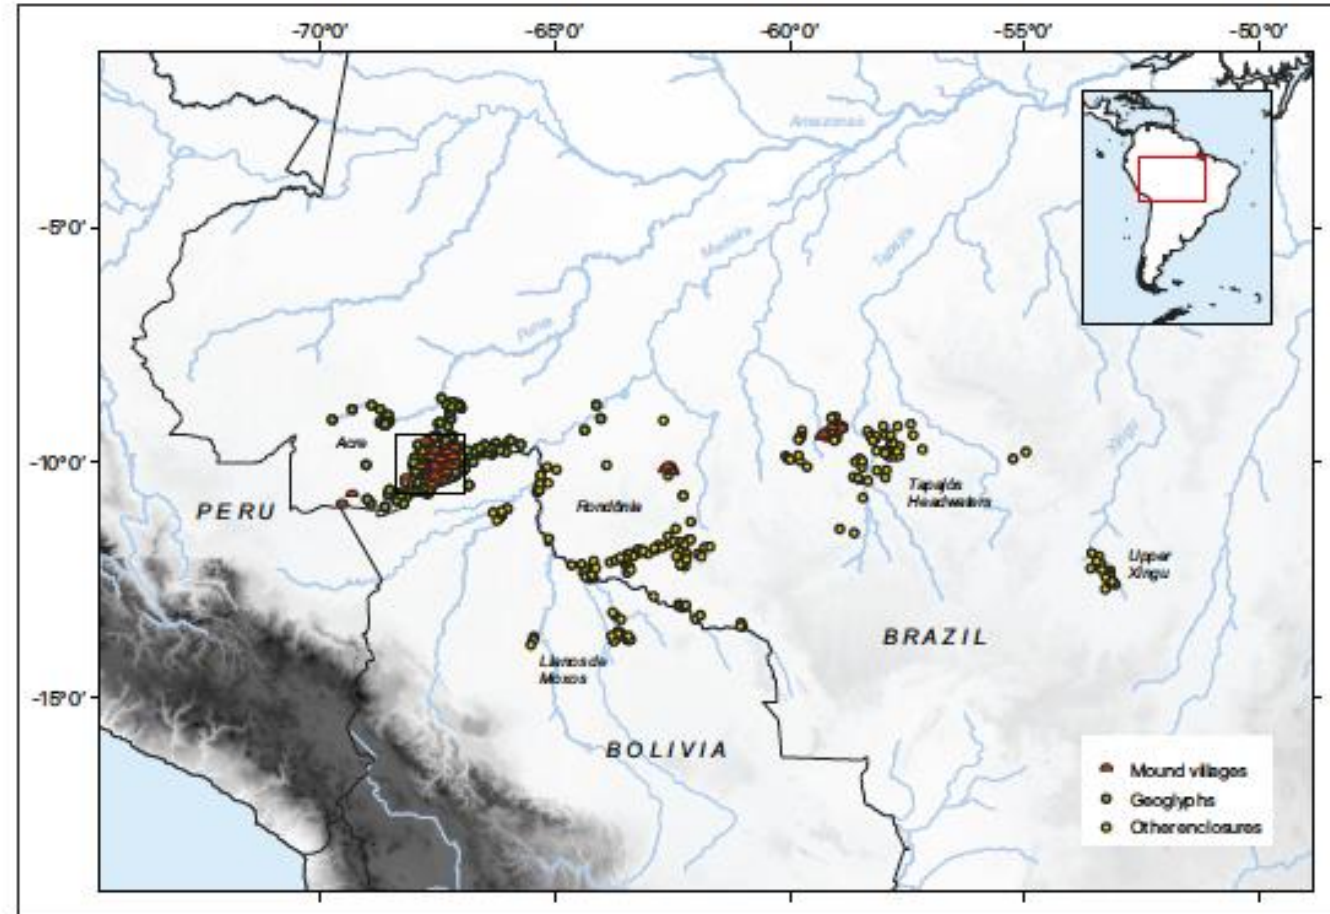 -70°0'
-65°0'
-60°0'
-55°0'
-50°0'
Amazonas
-5°0'
Madeira
Tapajós
Purus
Xingu
Acre
-10°0'
PERU
Rondônia
Tapajós
Headwaters
Upper
Xingu
BRAZIL
Llanos de
Moxos
-15°0'
BOLIVIA
Mound villages
Geoglyphs
Other enclosures